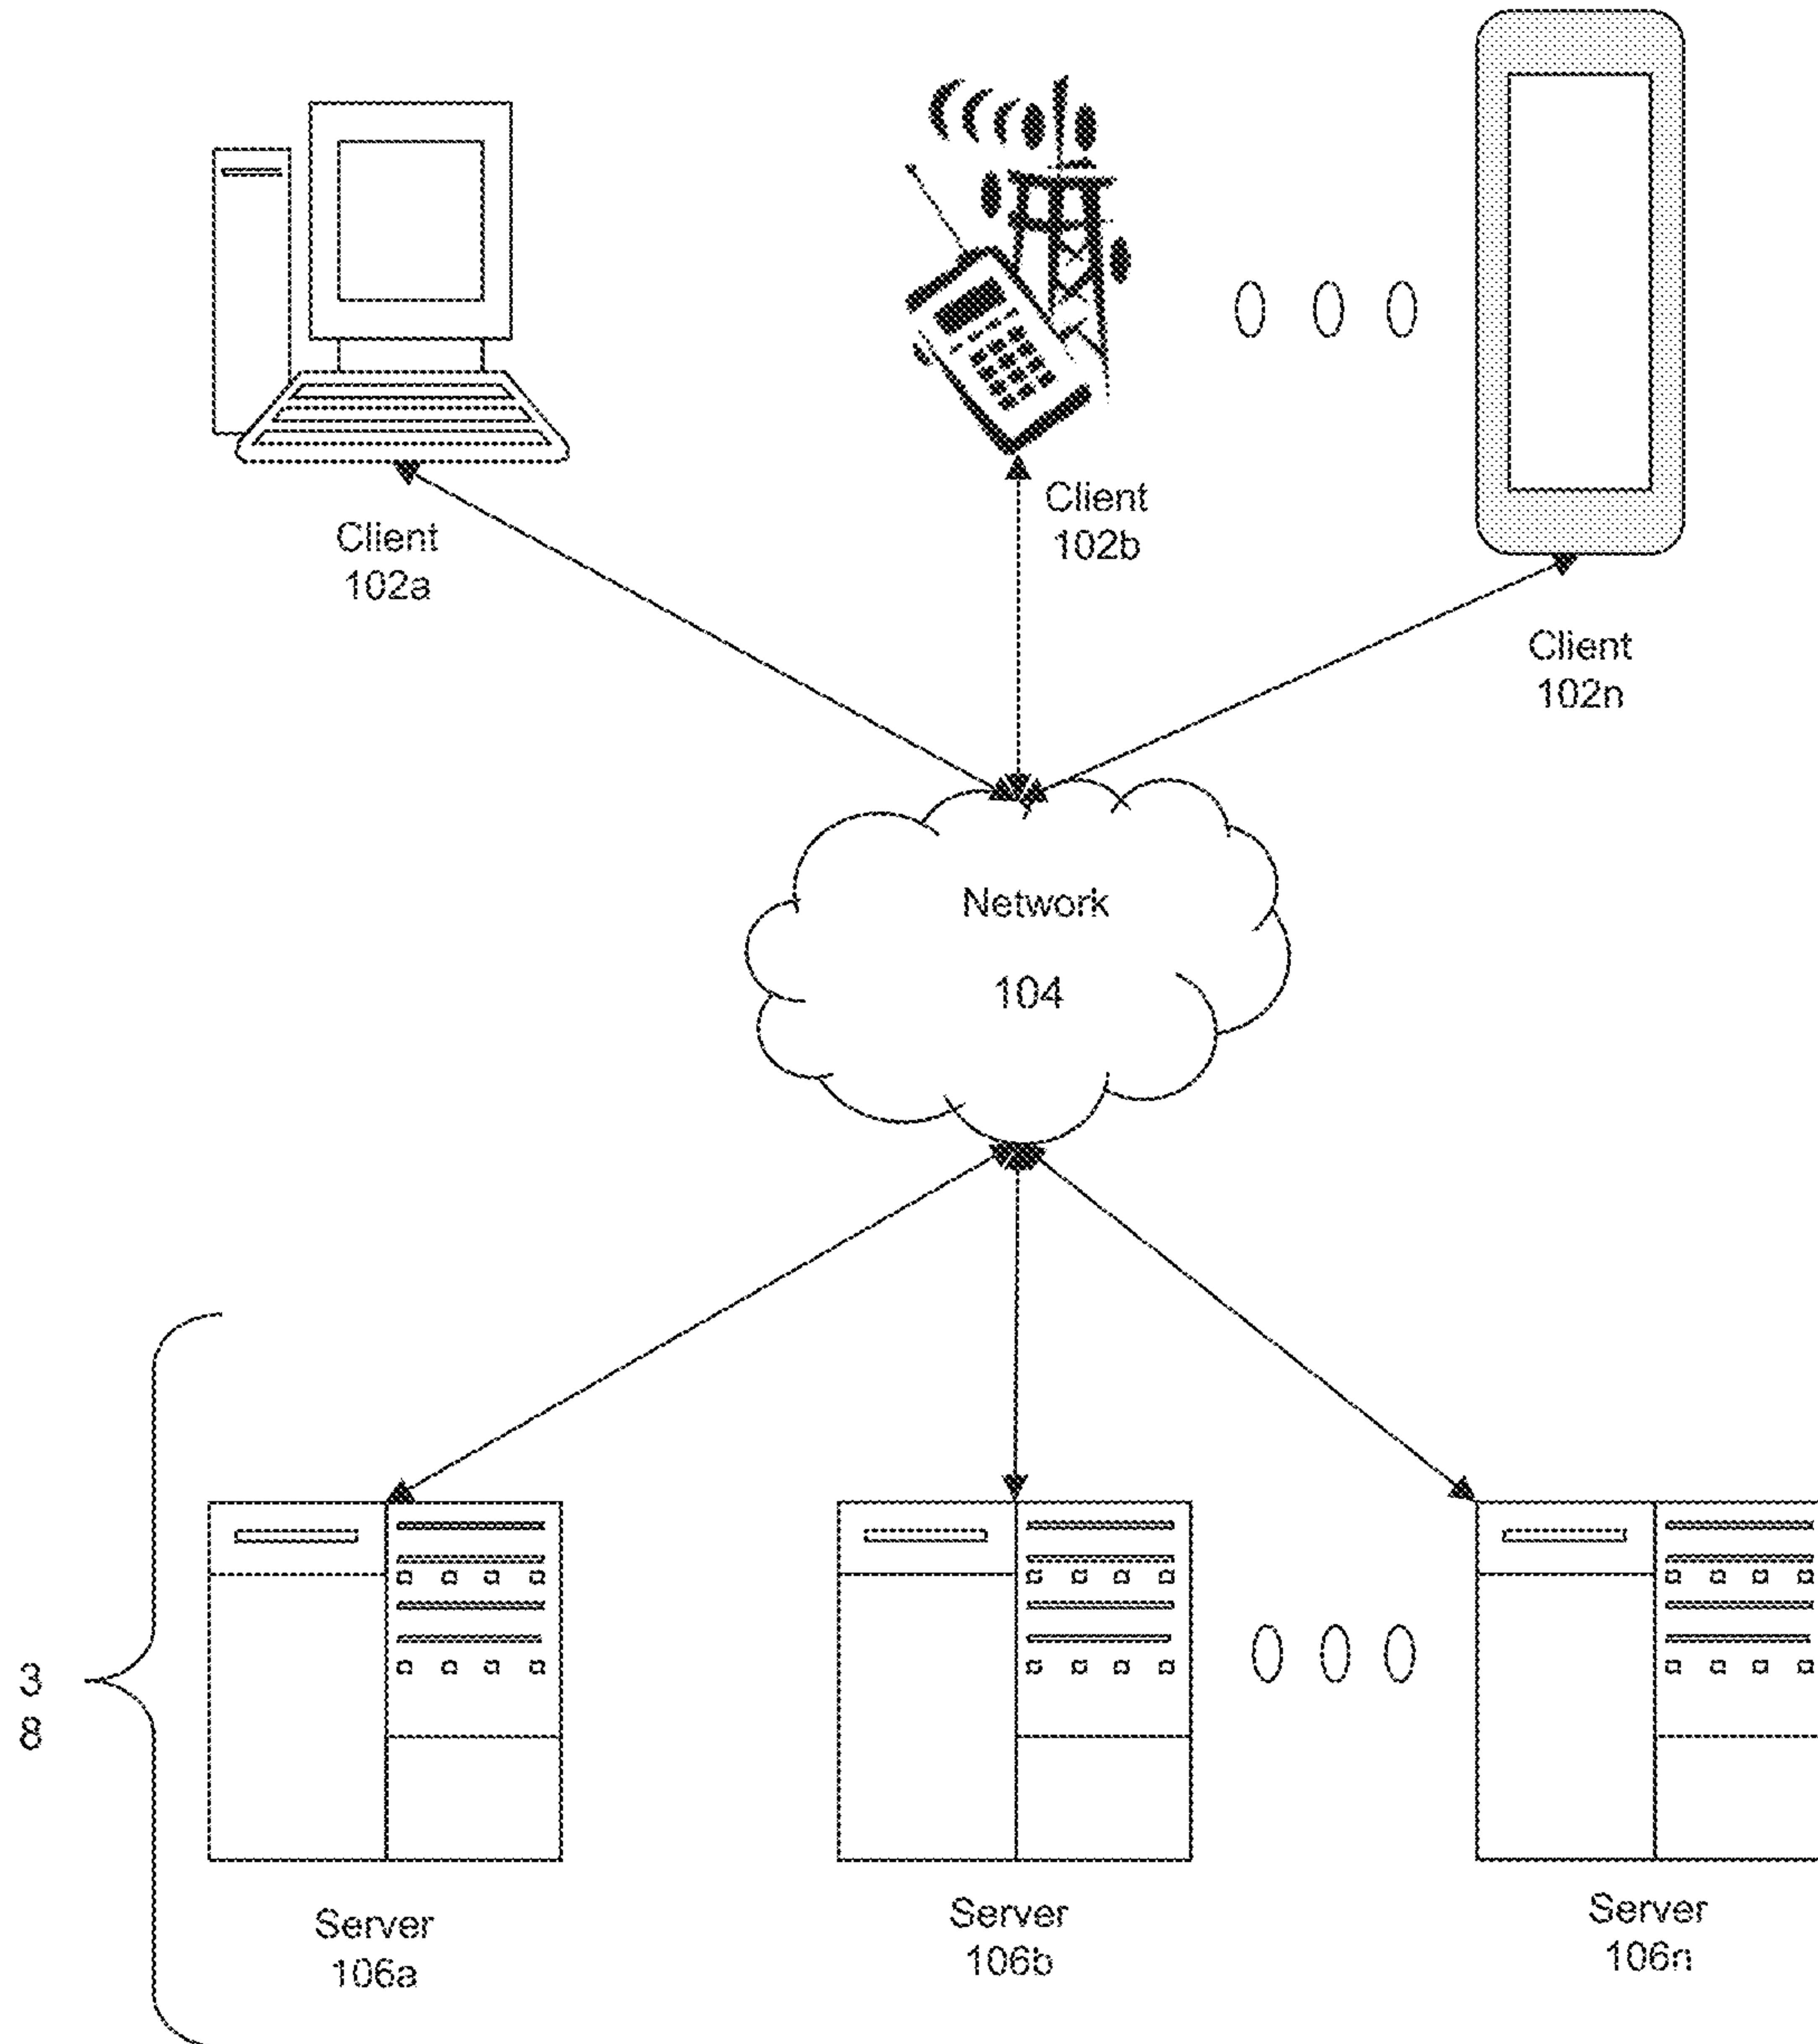 Client
102a
Client
102b
Client
102n
Network
104
3
8
Server
106a
Server
106b
Server
106n